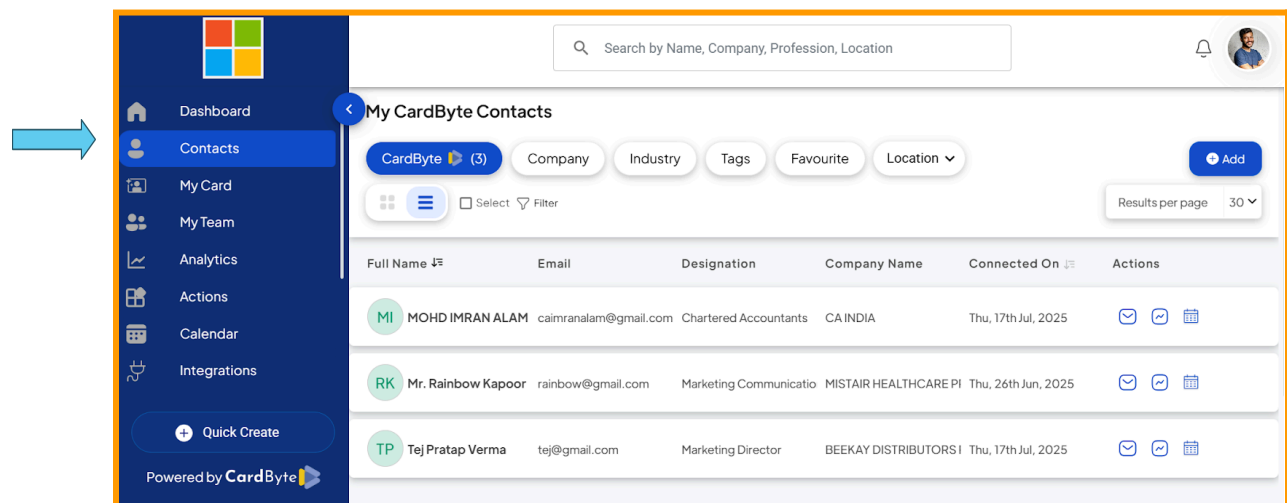 Search by Name, Company, Profession, Location
Dashboard
Contacts
My Card
My Team
Analytics
Actions
Calendar
Integrations
Quick Create
Powered by CardByte
My CardByte Contacts
CardByte (3) Company Industry Tags Favourite Location
Add
Select Filter
Results per page 30
Full Name Email Designation Company Name Connected On Actions
MI MOHD IMRAN ALAM caimranalam@gmail.com Chartered Accountants CA INDIA Thu, 17th Jul, 2025
RK Mr. Rainbow Kapoor rainbow@gmail.com Marketing Communicatio MISTAIR HEALTHCARE PI Thu, 26th Jun, 2025
TP Tej Pratap Verma tej@gmail.com Marketing Director BEEKAY DISTRIBUTORS I Thu, 17th Jul, 2025